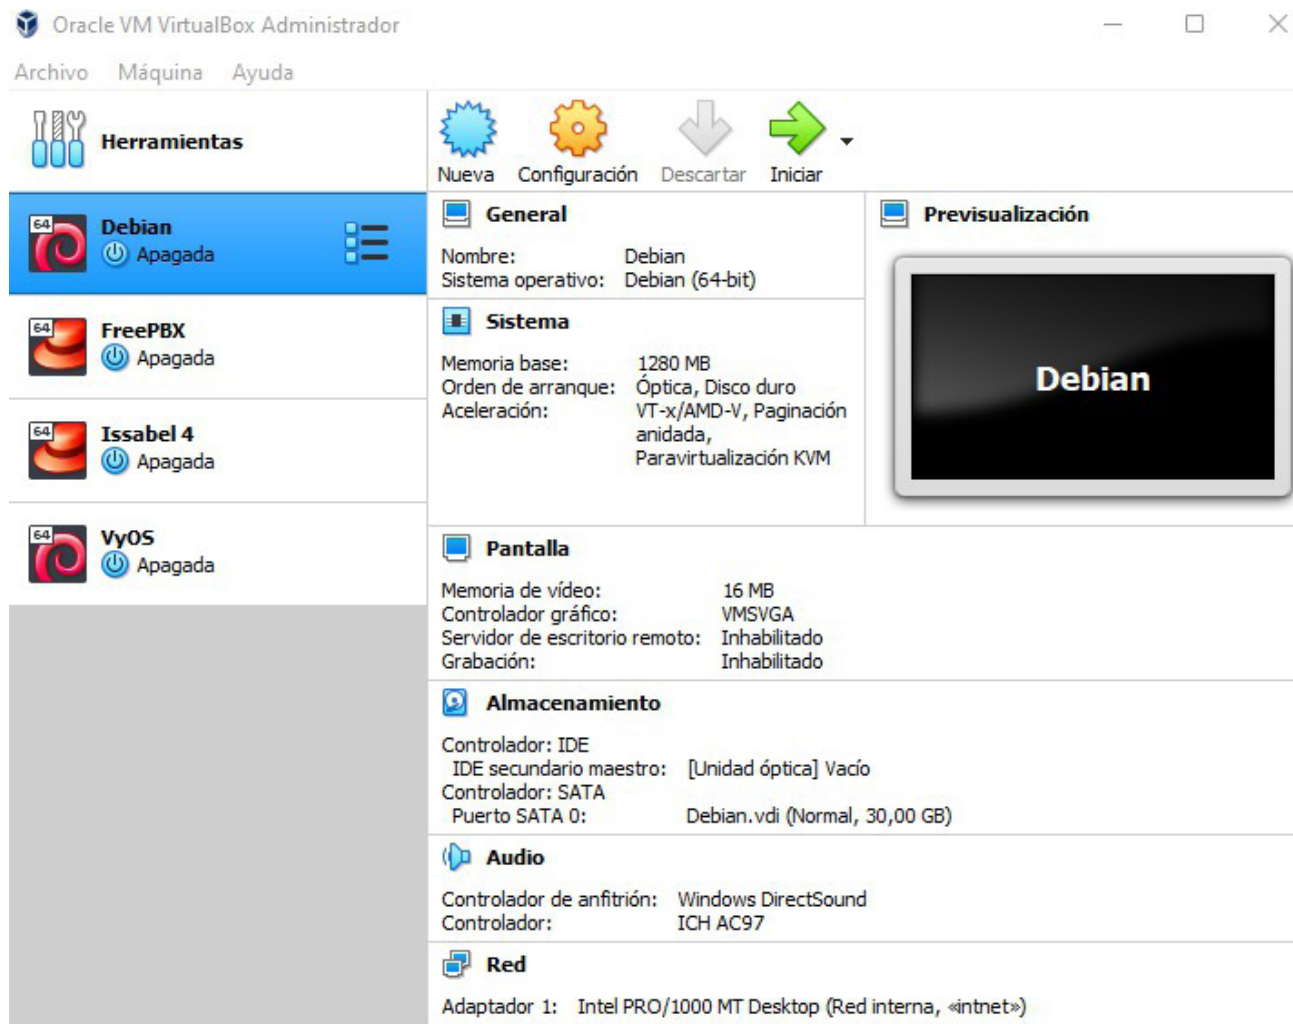 Oracle VM VirtualBox Administrador
Archivo Máquina Ayuda
Herramientas
64
Debian
Apagada
64
FreePBX
Apagada
64
Issabel 4
Apagada
64
VyOS
Apagada
Nueva Configuración Descartar Iniciar
General
Nombre: Debian
Sistema operativo: Debian (64-bit)
Sistema
Memoria base: 1280 MB
Orden de arranque: Óptica, Disco duro
Aceleración: VT-x/AMD-V, Paginación
anidada,
Paravirtualización KVM
Previsualización
Debian
Pantalla
Memoria de vídeo: 16 MB
Controlador gráfico: VMSVGA
Servidor de escritorio remoto: Inhabilitado
Grabación: Inhabilitado
Almacenamiento
Controlador: IDE
IDE secundario maestro: [Unidad óptica] Vacío
Controlador: SATA
Puerto SATA 0: Debian.vdi (Normal, 30,00 GB)
Audio
Controlador de anfitrión: Windows DirectSound
Controlador: ICH AC97
Red
Adaptador 1: Intel PRO/1000 MT Desktop (Red interna, «intnet»)